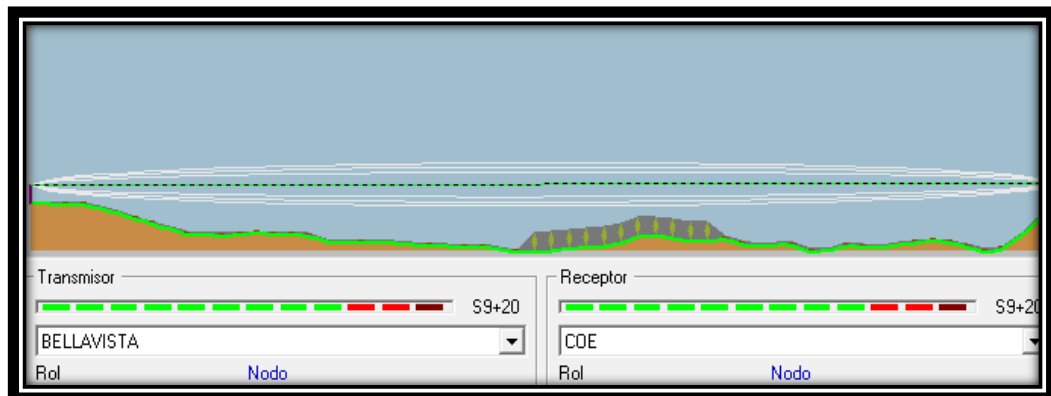 Transmisor
S9+20
BELLAVISTA
Rol Nodo
Receptor
S9+20
COE
Rol Nodo